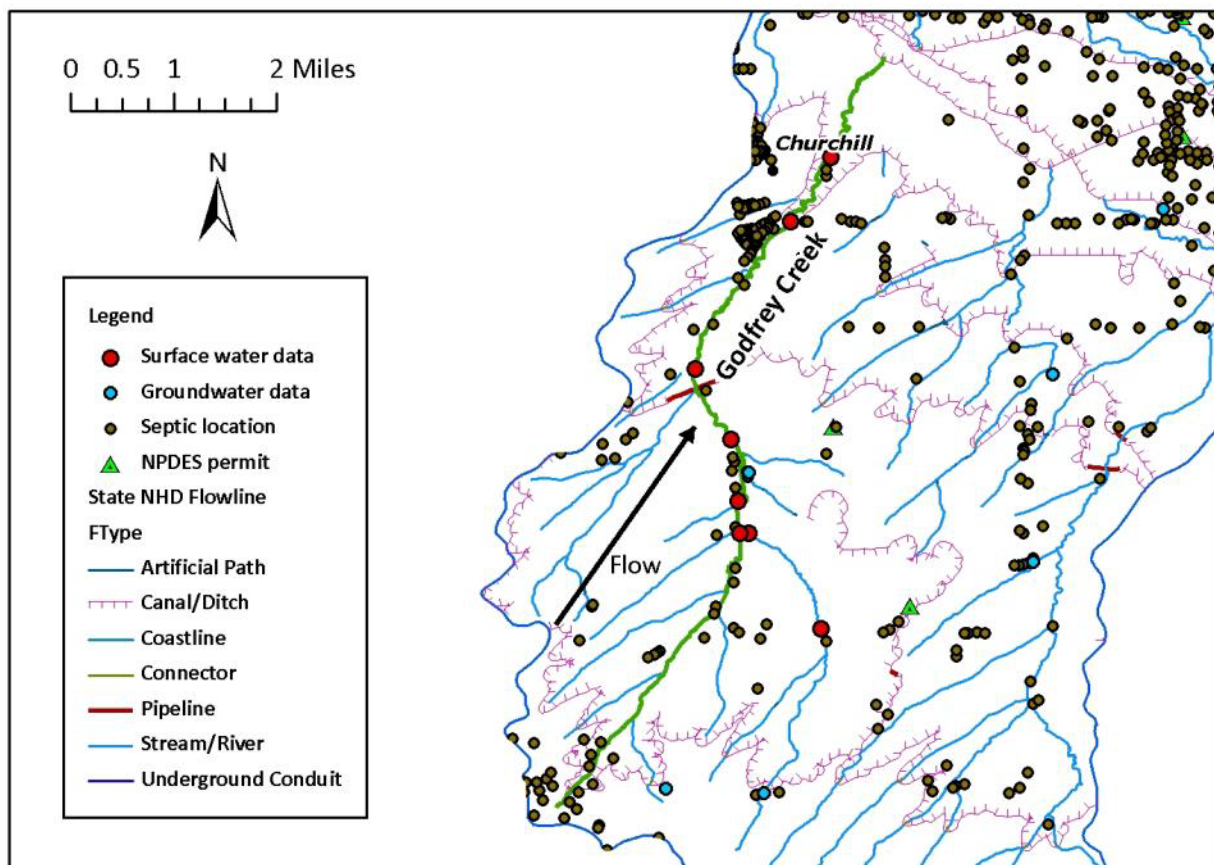 0 0.5 1 2 Miles
N
Churchill
Godfrey Creek
Flow
Legend
Surface water data
Groundwater data
Septic location
NPDES permit
State NHD Flowline
FType
Artificial Path
Canal/Ditch
Coastline
Connector
Pipeline
Stream/River
Underground Conduit